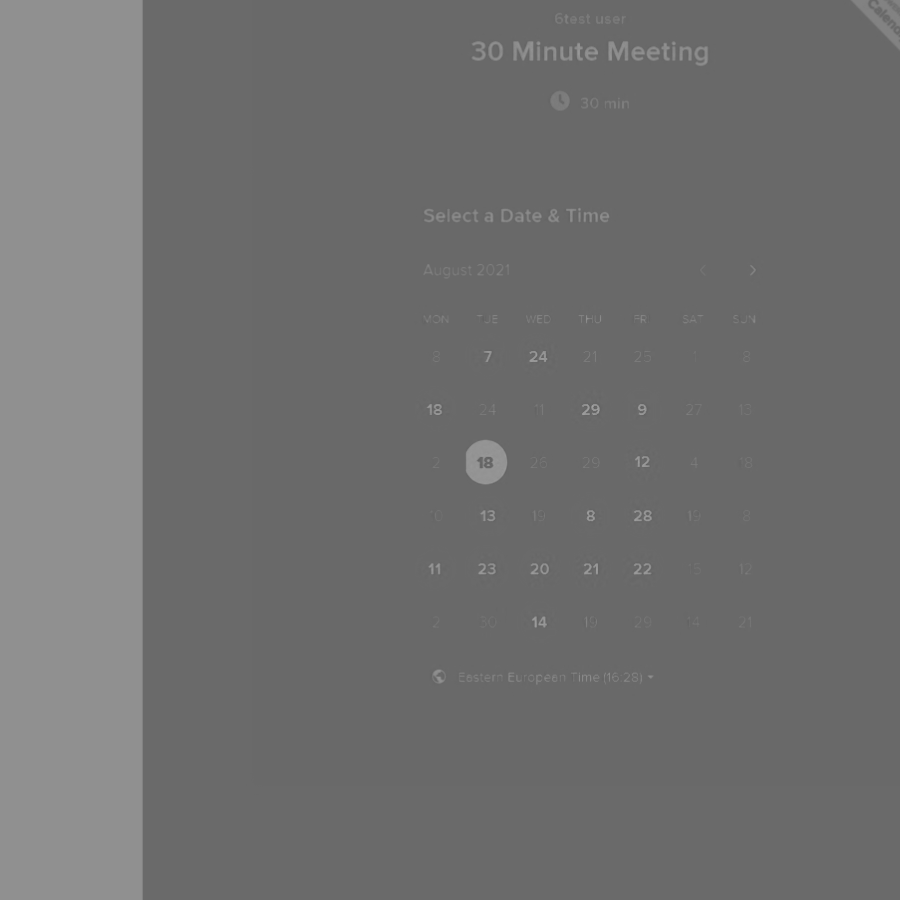 6test user
Calend
30 Minute Meeting
30 min
Select a Date & Time
August 2021
MON TUE WED THU FRI SAT SUN
8 7 24 21 25 1 8
18 24 11 29 9 27 13
2 18 26 29 12 4 18
10 13 19 8 28 19 8
11 23 20 21 22 15 12
2 30 14 19 29 14 21
Eastern European Time (16:28)